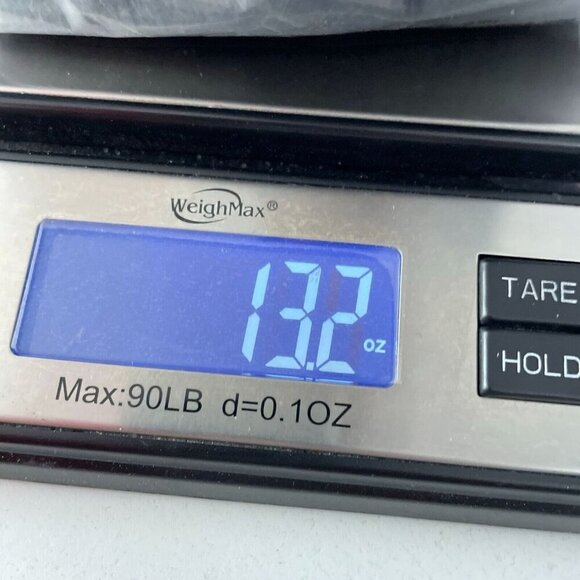 WeighMax®
13.2 oz
TARE
HOLD
Max:90LB d=0.1OZ